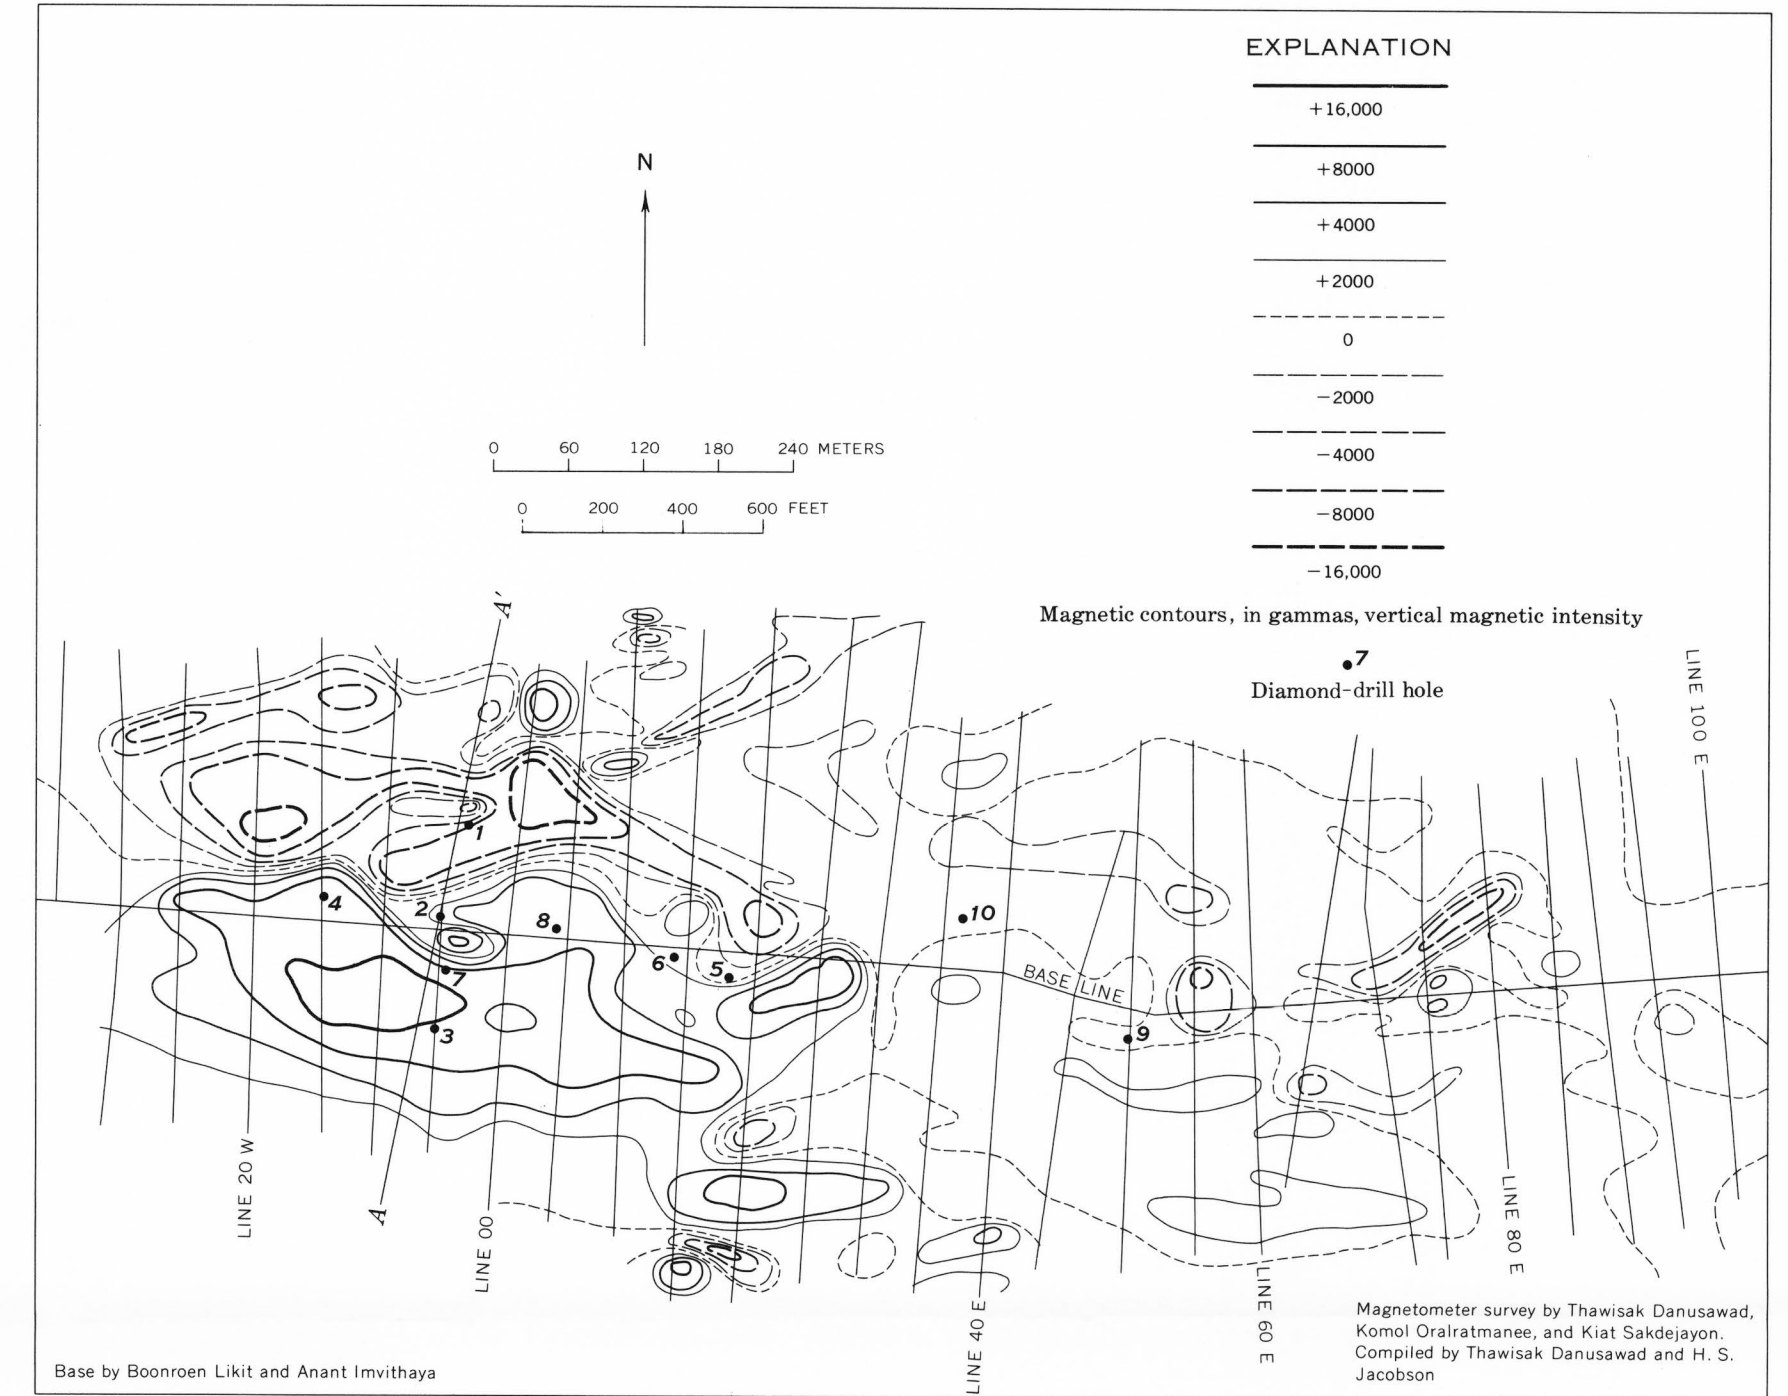 EXPLANATION
+16,000
+8000
+4000
+2000
0
−2000
−4000
−8000
−16,000
Magnetic contours, in gammas, vertical magnetic intensity
7
Diamond-drill hole
N
0 60 120 180 240 METERS
0 200 400 600 FEET
A'
LINE 100 E
1
4
2
8
10
6
5
7
BASE LINE
3
9
LINE 20 W
A
LINE 00
LINE 40 E
LINE 60 E
LINE 80 E
Magnetometer survey by Thawisak Danusawad,
Komol Oralratmanee, and Kiat Sakdejayon.
Compiled by Thawisak Danusawad and H. S.
Jacobson
Base by Boonroen Likit and Anant Imvithaya